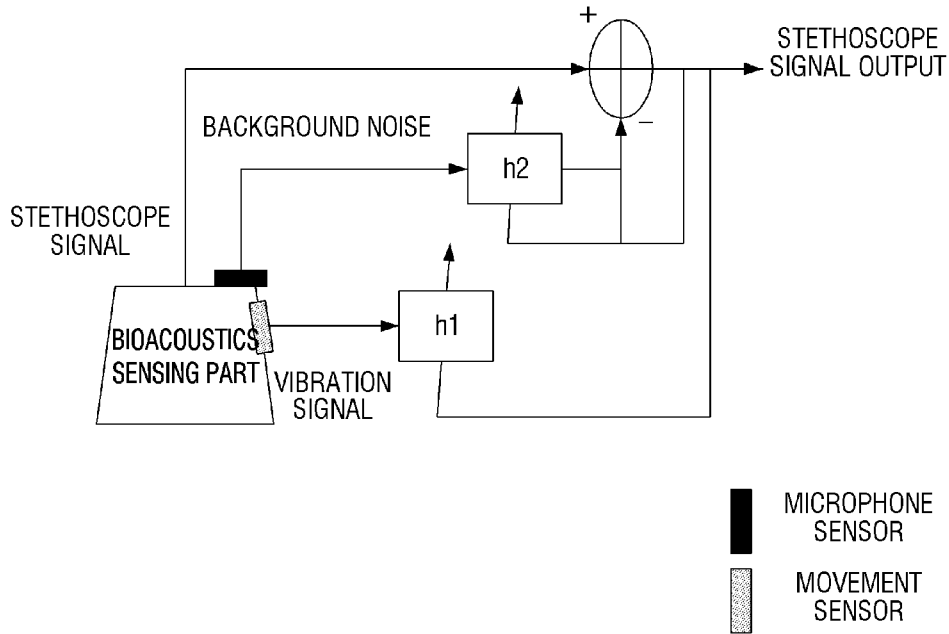 +
STETHOSCOPE
SIGNAL OUTPUT
BACKGROUND NOISE
−
h2
STETHOSCOPE
SIGNAL
h1
BIOACOUSTICS
SENSING PART
VIBRATION
SIGNAL
MICROPHONE
SENSOR
MOVEMENT
SENSOR